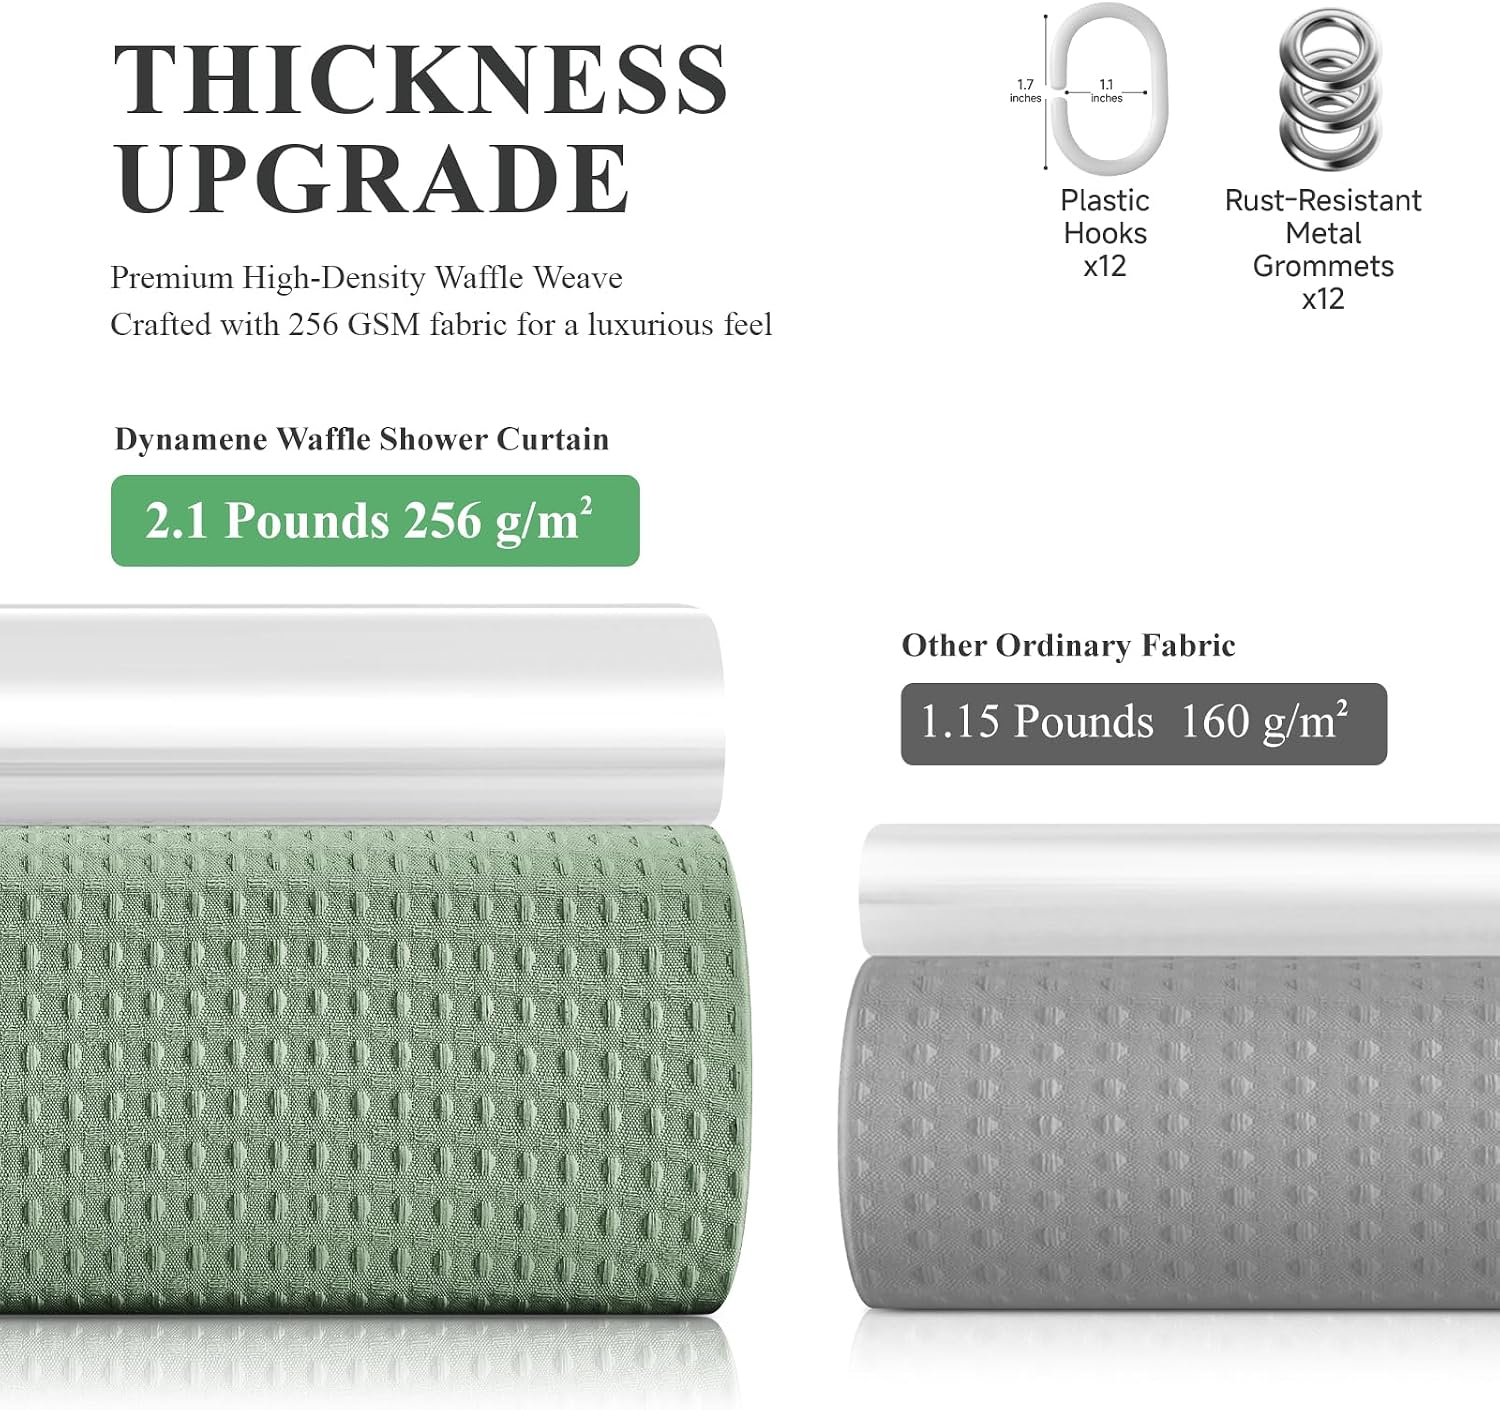 THICKNESS
UPGRADE
Premium High-Density Waffle Weave
Crafted with 256 GSM fabric for a luxurious feel
1.7
inches
1.1
inches
Plastic
Hooks
x12
Rust-Resistant
Metal
Grommets
x12
Dynamene Waffle Shower Curtain
2.1 Pounds 256 g/m²
Other Ordinary Fabric
1.15 Pounds 160 g/m²